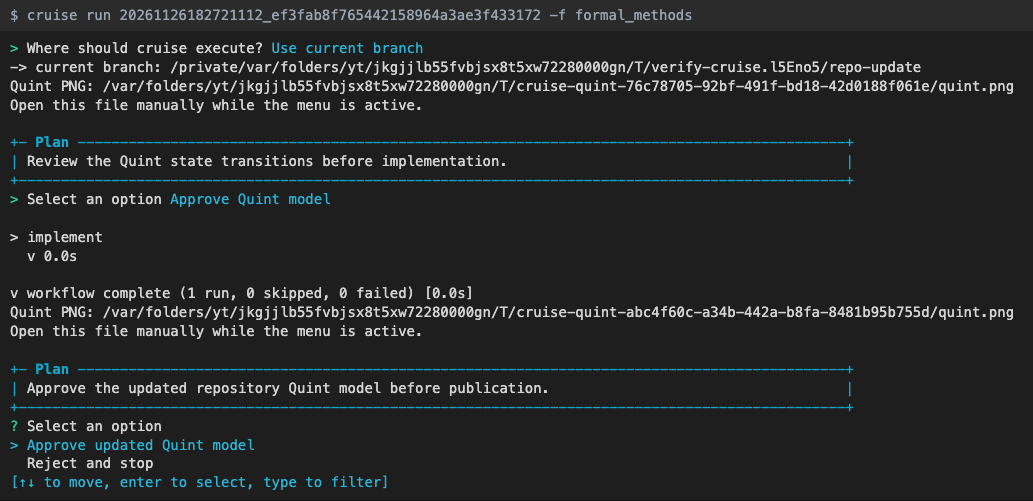 $ cruise run 20261126182721112_ef3fab8f765442158964a3ae3f433172 -f formal_methods
> Where should cruise execute? Use current branch
-> current branch: /private/var/folders/yt/jkgjjlb55fvbjsx8t5xw72280000gn/T/verify-cruise.l5Eno5/repo-update
Quint PNG: /var/folders/yt/jkgjjlb55fvbjsx8t5xw72280000gn/T/cruise-quint-76c78705-92bf-491f-bd18-42d0188f061e/quint.png
Open this file manually while the menu is active.
+- Plan -------------------------------------------------------------------------------------------+
| Review the Quint state transitions before implementation. |
+--------------------------------------------------------------------------------------------------+
> Select an option Approve Quint model
> implement
v 0.0s
v workflow complete (1 run, 0 skipped, 0 failed) [0.0s]
Quint PNG: /var/folders/yt/jkgjjlb55fvbjsx8t5xw72280000gn/T/cruise-quint-abc4f60c-a34b-442a-b8fa-8481b95b755d/quint.png
Open this file manually while the menu is active.
+- Plan -------------------------------------------------------------------------------------------+
| Approve the updated repository Quint model before publication. |
+--------------------------------------------------------------------------------------------------+
? Select an option
> Approve updated Quint model
Reject and stop
[↑↓ to move, enter to select, type to filter]